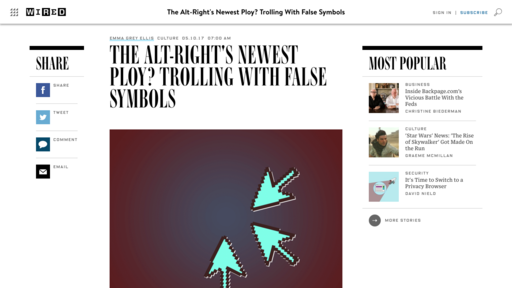 WIRED
The Alt-Right's Newest Ploy? Trolling With False Symbols
SIGN IN | SUBSCRIBE
EMMA GREY ELLIS CULTURE 05.10.17 07:00 AM
THE ALT-RIGHT'S NEWEST
PLOY? TROLLING WITH FALSE
SYMBOLS
SHARE
SHARE
TWEET
COMMENT
EMAIL
MOST POPULAR
BUSINESS
Inside Backpage.com's
Vicious Battle With the
Feds
CHRISTINE BIEDERMAN
CULTURE
'Star Wars' News: 'The Rise
of Skywalker' Got Made On
the Run
GRAEME MCMILLAN
SECURITY
It's Time to Switch to a
Privacy Browser
DAVID NIELD
MORE STORIES